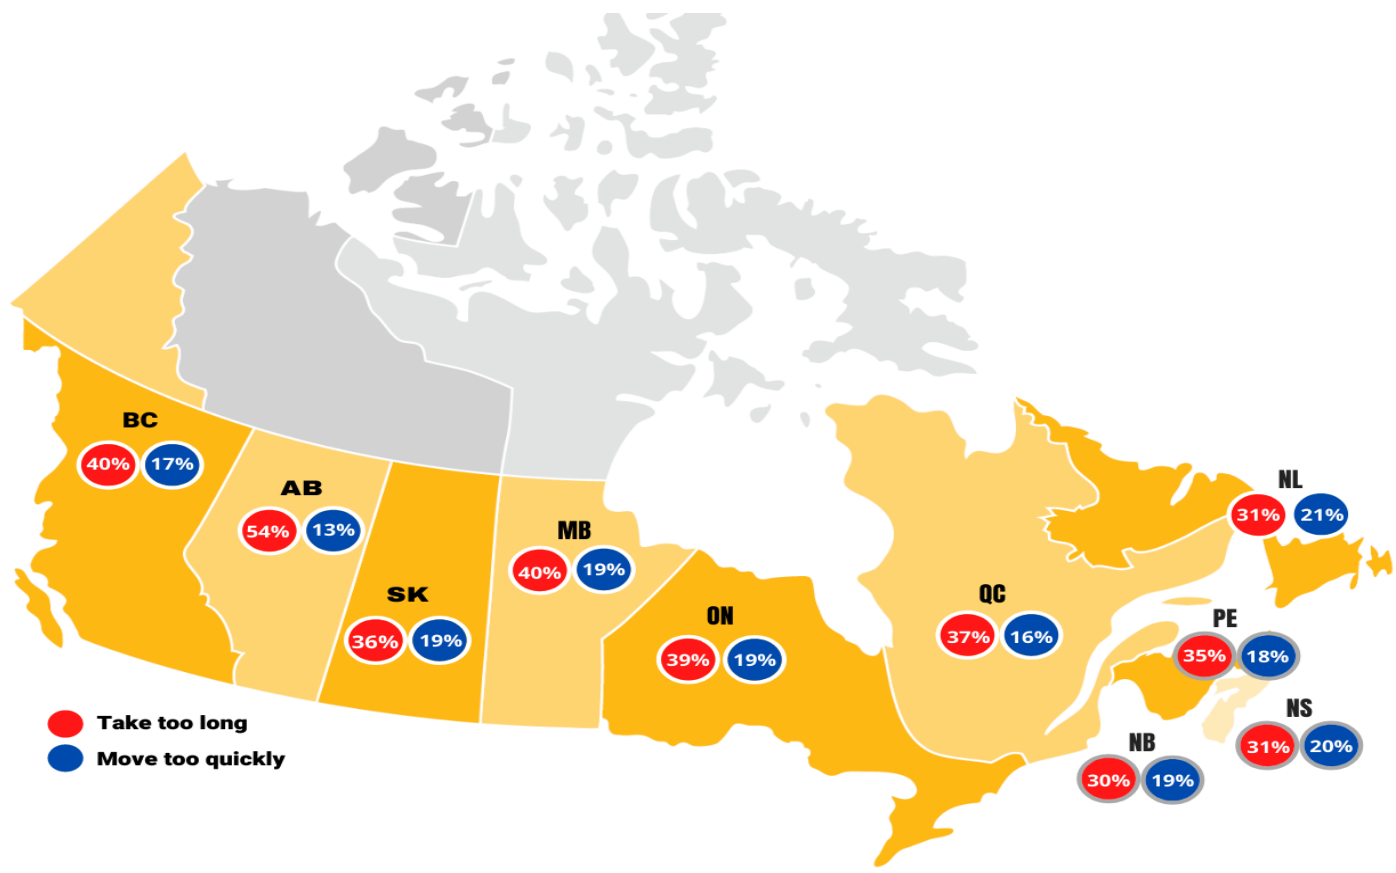 BC
40% 17%
AB
54% 13%
SK
36% 19%
MB
40% 19%
ON
39% 19%
QC
37% 16%
NL
31% 21%
PE
35% 18%
NS
31% 20%
NB
30% 19%
Take too long
Move too quickly